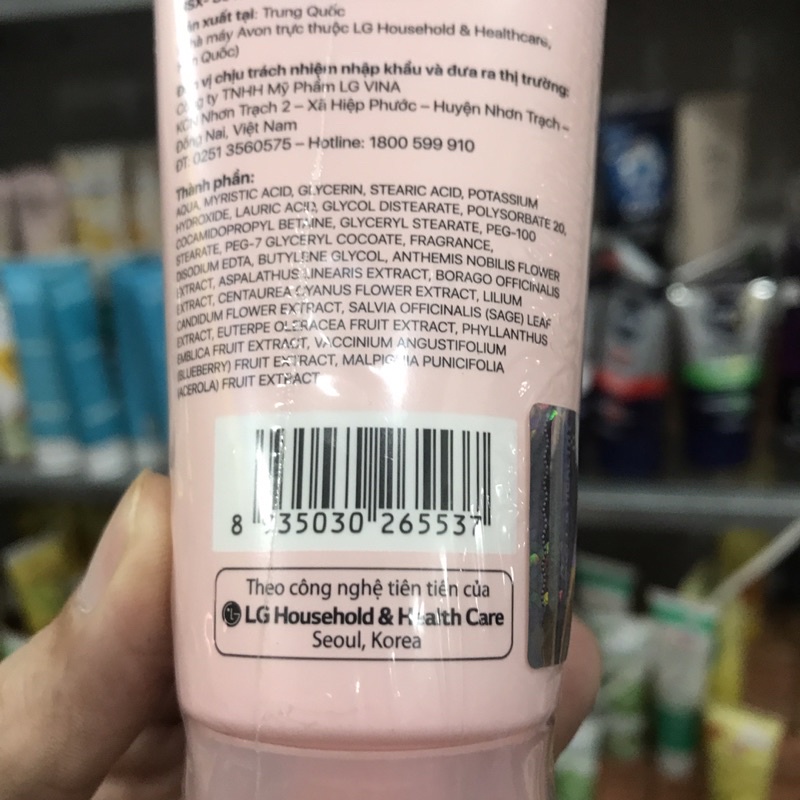 xuất tại: Trung Quốc
máy Avon trực thuộc LG Household & Healthcare,
Quốc)
vị chịu trách nhiệm nhập khẩu và đưa ra thị trường:
Công ty TNHH Mỹ Phẩm LG VINA
KCN Nhơn Trạch 2 – Xã Hiệp Phước – Huyện Nhơn Trạch –
Đồng Nai, Việt Nam
ĐT: 0251 3560575 – Hotline: 1800 599 910
Thành phần:
AQUA, MYRISTIC ACID, GLYCERIN, STEARIC ACID, POTASSIUM
HYDROXIDE, LAURIC ACID, GLYCOL DISTEARATE, POLYSORBATE 20,
COCAMIDOPROPYL BETAINE, GLYCERYL STEARATE, PEG-100
STEARATE, PEG-7 GLYCERYL COCOATE, FRAGRANCE,
DISODIUM EDTA, BUTYLENE GLYCOL, ANTHEMIS NOBILIS FLOWER
EXTRACT, ASPALATHUS LINEARIS EXTRACT, BORAGO OFFICINALIS
EXTRACT, CENTAUREA CYANUS FLOWER EXTRACT, LILIUM
CANDIDUM FLOWER EXTRACT, SALVIA OFFICINALIS (SAGE) LEAF
EXTRACT, EUTERPE OLERACEA FRUIT EXTRACT, PHYLLANTHUS
EMBLICA FRUIT EXTRACT, VACCINIUM ANGUSTIFOLIUM
(BLUEBERRY) FRUIT EXTRACT, MALPIGHIA PUNICIFOLIA
(ACEROLA) FRUIT EXTRACT
8 935030 265537
Theo công nghệ tiên tiến của
LG Household & Health Care
Seoul, Korea